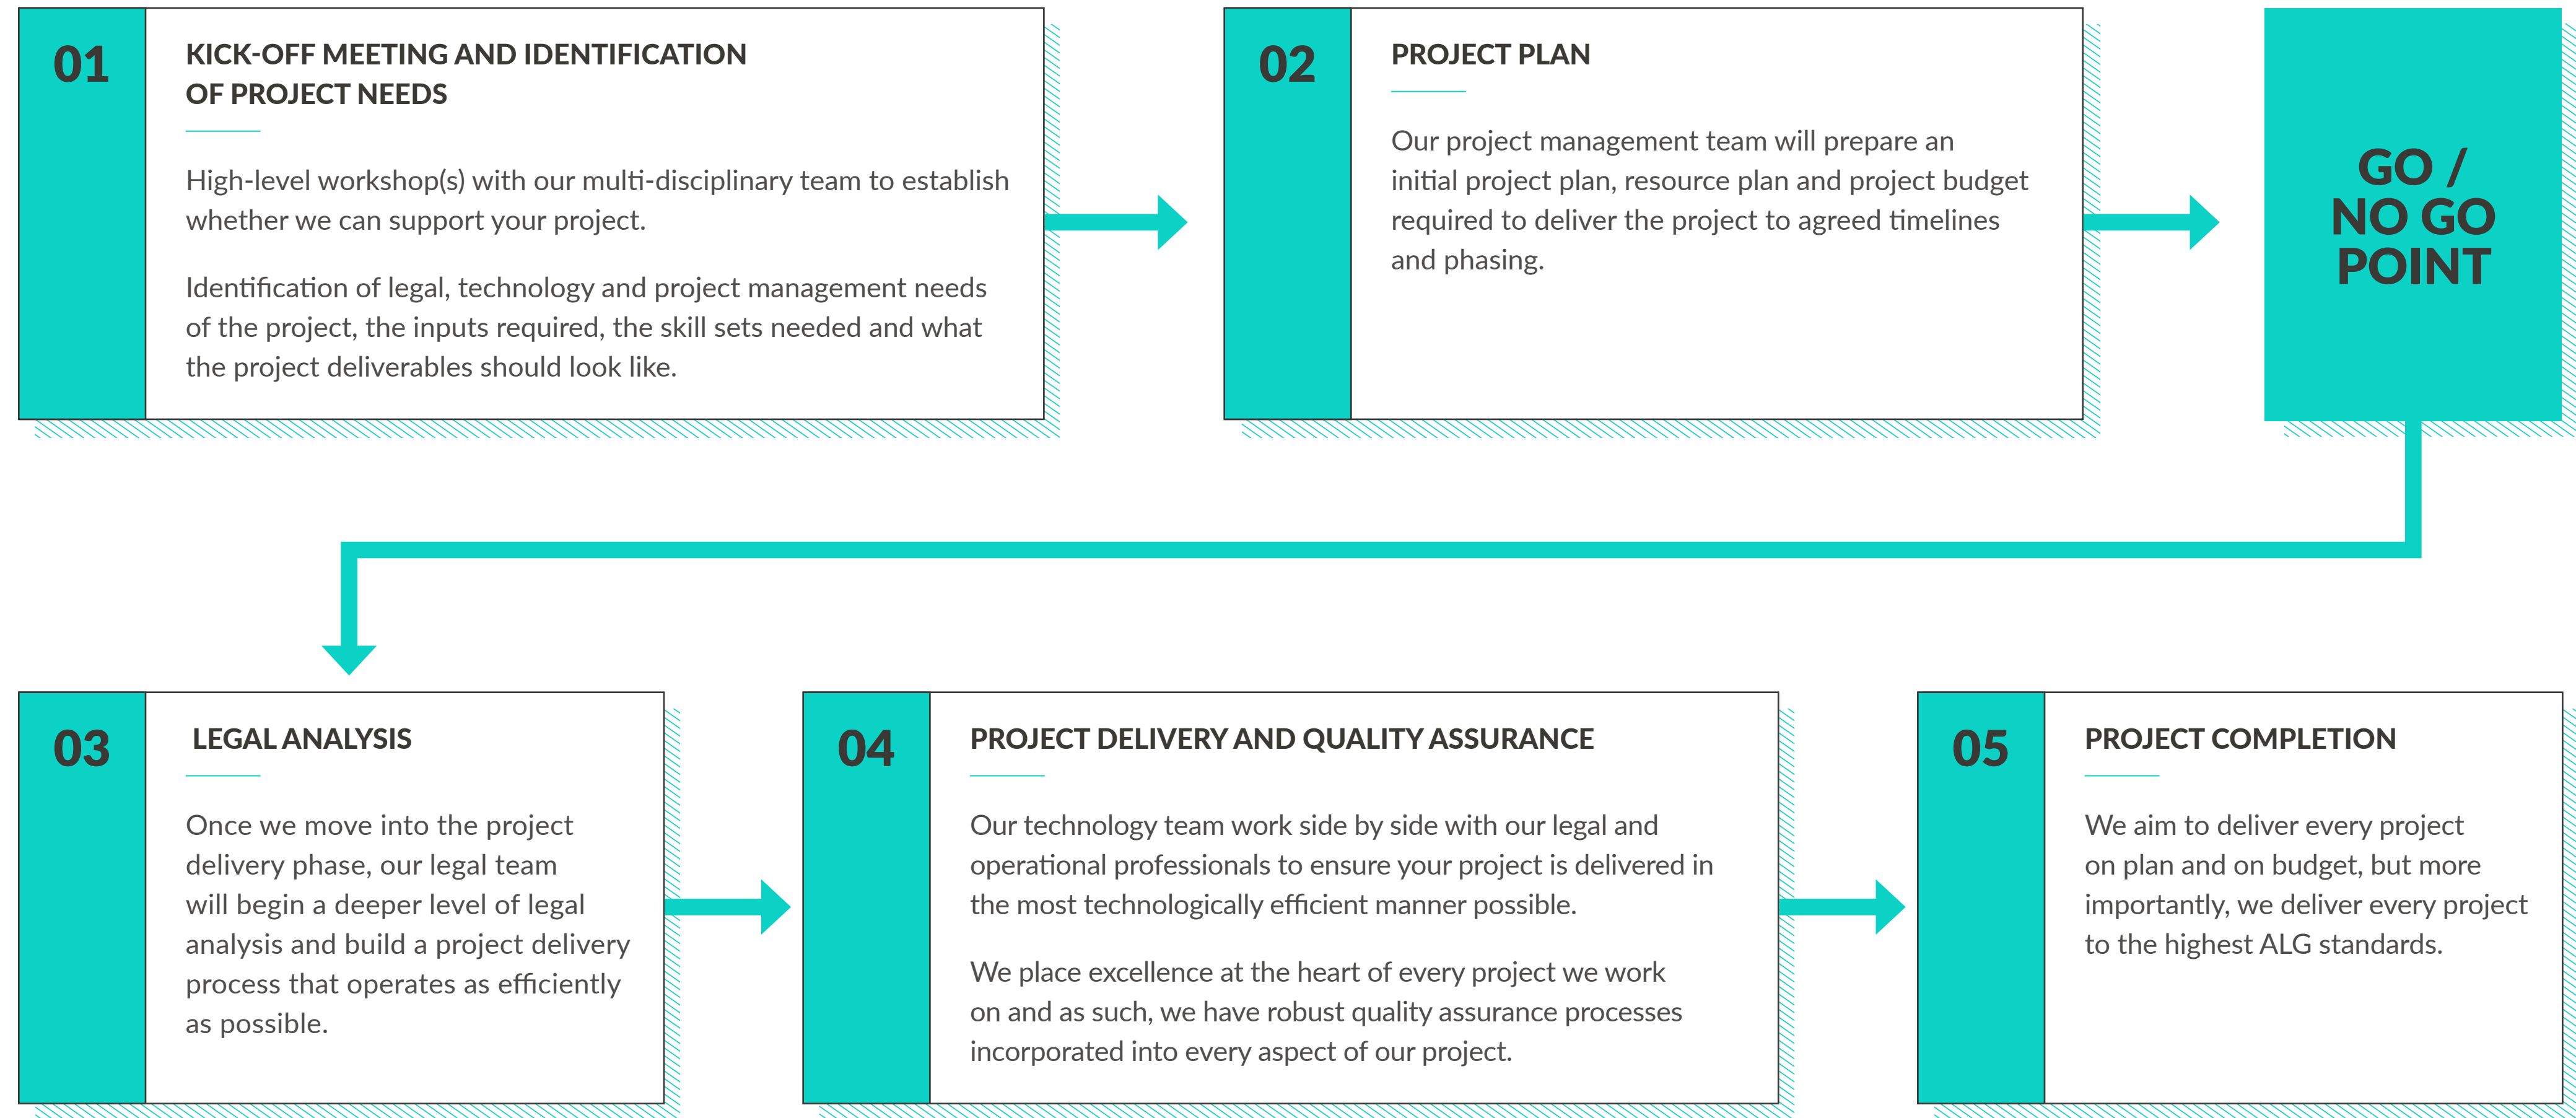 01
KICK-OFF MEETING AND IDENTIFICATION
OF PROJECT NEEDS
High-level workshop(s) with our multi-disciplinary team to establish
whether we can support your project.
Identification of legal, technology and project management needs
of the project, the inputs required, the skill sets needed and what
the project deliverables should look like.
02
PROJECT PLAN
Our project management team will prepare an
initial project plan, resource plan and project budget
required to deliver the project to agreed timelines
and phasing.
GO /
NO GO
POINT
03
LEGAL ANALYSIS
Once we move into the project
delivery phase, our legal team
will begin a deeper level of legal
analysis and build a project delivery
process that operates as efficiently
as possible.
04
PROJECT DELIVERY AND QUALITY ASSURANCE
Our technology team work side by side with our legal and
operational professionals to ensure your project is delivered in
the most technologically efficient manner possible.
We place excellence at the heart of every project we work
on and as such, we have robust quality assurance processes
incorporated into every aspect of our project.
05
PROJECT COMPLETION
We aim to deliver every project
on plan and on budget, but more
importantly, we deliver every project
to the highest ALG standards.